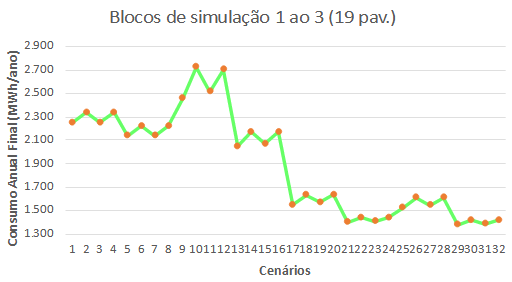 Blocos de simulação 1 ao 3 (19 pav.)
Consumo Anual Final (MWh/ano)
2.900
2.700
2.500
2.300
2.100
1.900
1.700
1.500
1.300
1 2 3 4 5 6 7 8 9 10 11 12 13 14 15 16 17 18 19 20 21 22 23 24 25 26 27 28 29 30 31 32
Cenários